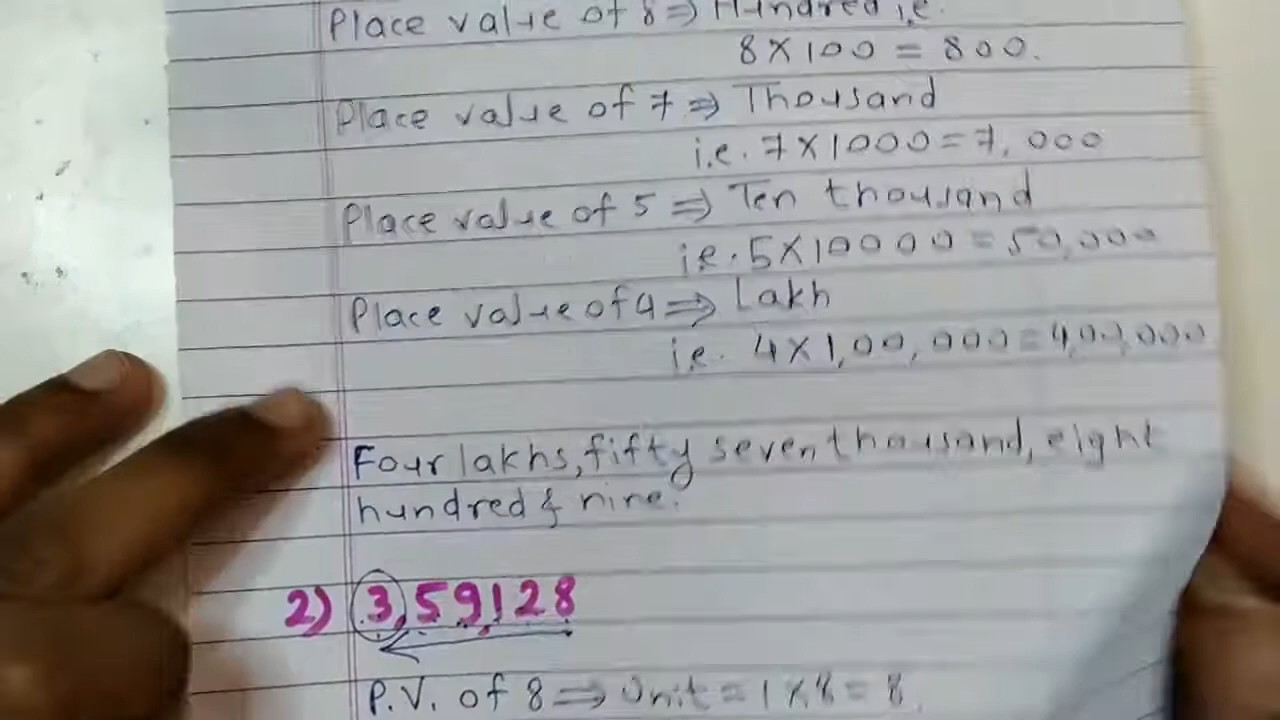 Place value of 8 ⇒ Hundred i.e.
8 × 100 = 800.
Place value of 7 ⇒ Thousand
i.e. 7 × 1000 = 7,000
Place value of 5 ⇒ Ten thousand
i.e. 5 × 10000 = 50,000
Place value of 4 ⇒ Lakh
i.e. 4 × 1,00,000 = 4,00,000
Four lakhs, fifty seven thousand, eight
hundred & nine.
2) 3,59,128
P.V. of 8 ⇒ Unit = 1 × 8 = 8.